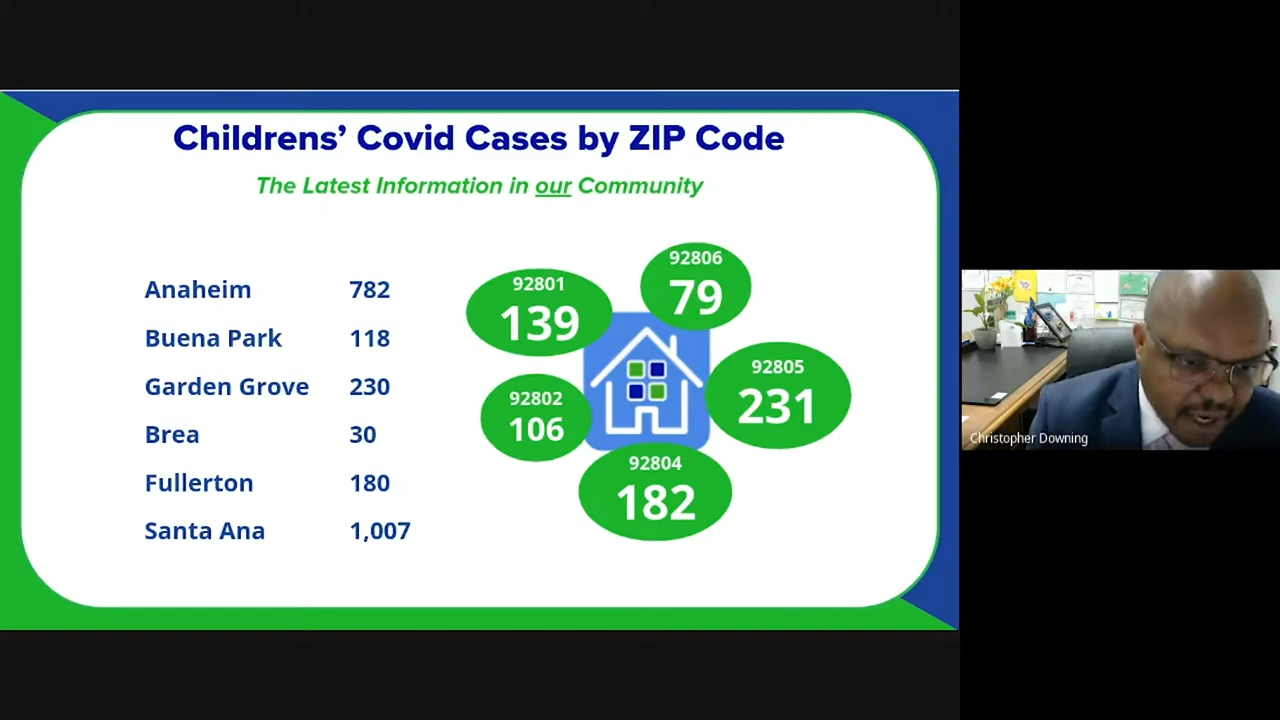 Childrens’ Covid Cases by ZIP Code
The Latest Information in our Community
Anaheim 782
Buena Park 118
Garden Grove 230
Brea 30
Fullerton 180
Santa Ana 1,007
92801
139
92806
79
92802
106
92805
231
92804
182
Christopher Downing